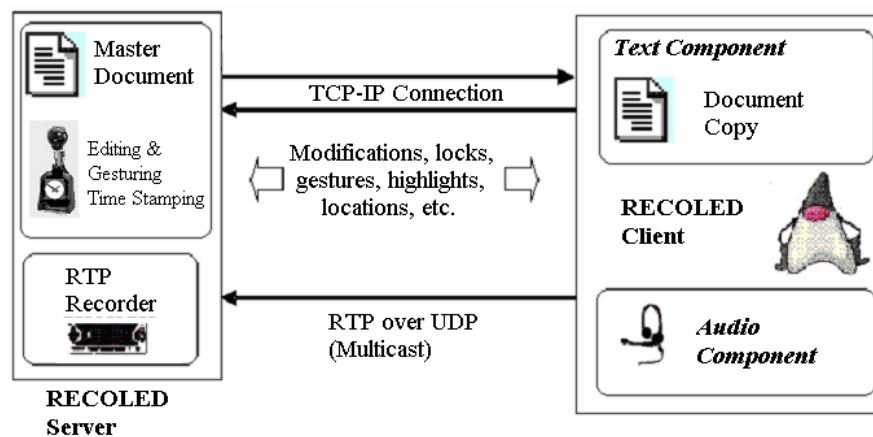 Master
Document
Editing &
Gesturing
Time Stamping
RTP
Recorder
RECOLED
Server
TCP-IP Connection
Modifications, locks,
gestures, highlights,
locations, etc.
RTP over UDP
(Multicast)
Text Component
Document
Copy
RECOLED
Client
Audio
Component